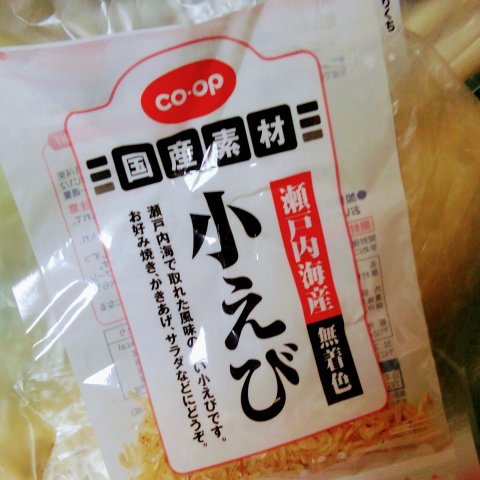 co·op
国産素材
瀬戸内海産
無着色
小えび
瀬戸内海で取れた風味の い小えびです。
お好み焼き、かきあげ、サラダなどにどうぞ。